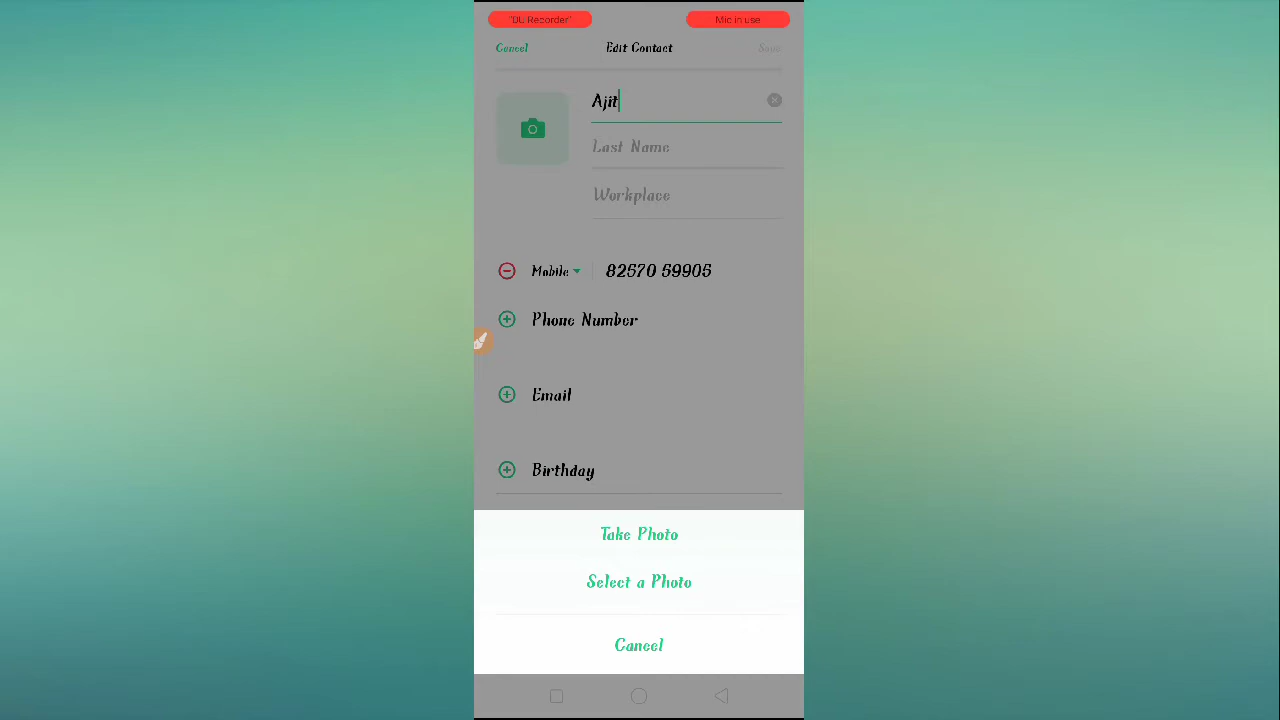 "DU Recorder" Mic in use
Cancel Edit Contact Save
Ajit
Last Name
Workplace
Mobile 82570 59905
Phone Number
Email
Birthday
Take Photo
Select a Photo
Cancel